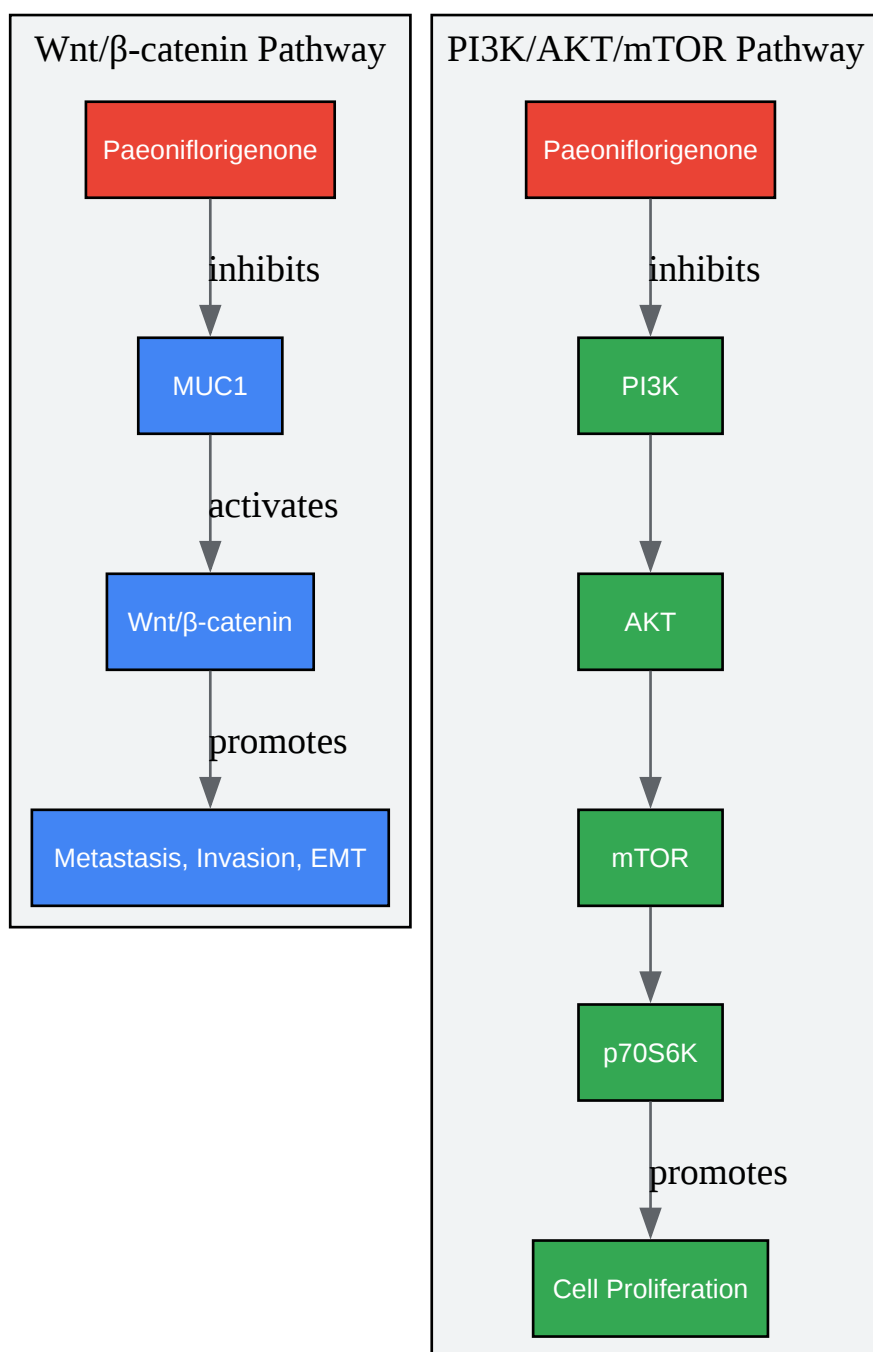 Wnt/β-catenin Pathway
Paeoniflorigenone
inhibits
MUC1
activates
Wnt/β-catenin
promotes
Metastasis, Invasion, EMT
PI3K/AKT/mTOR Pathway
Paeoniflorigenone
inhibits
PI3K
AKT
mTOR
p70S6K
promotes
Cell Proliferation